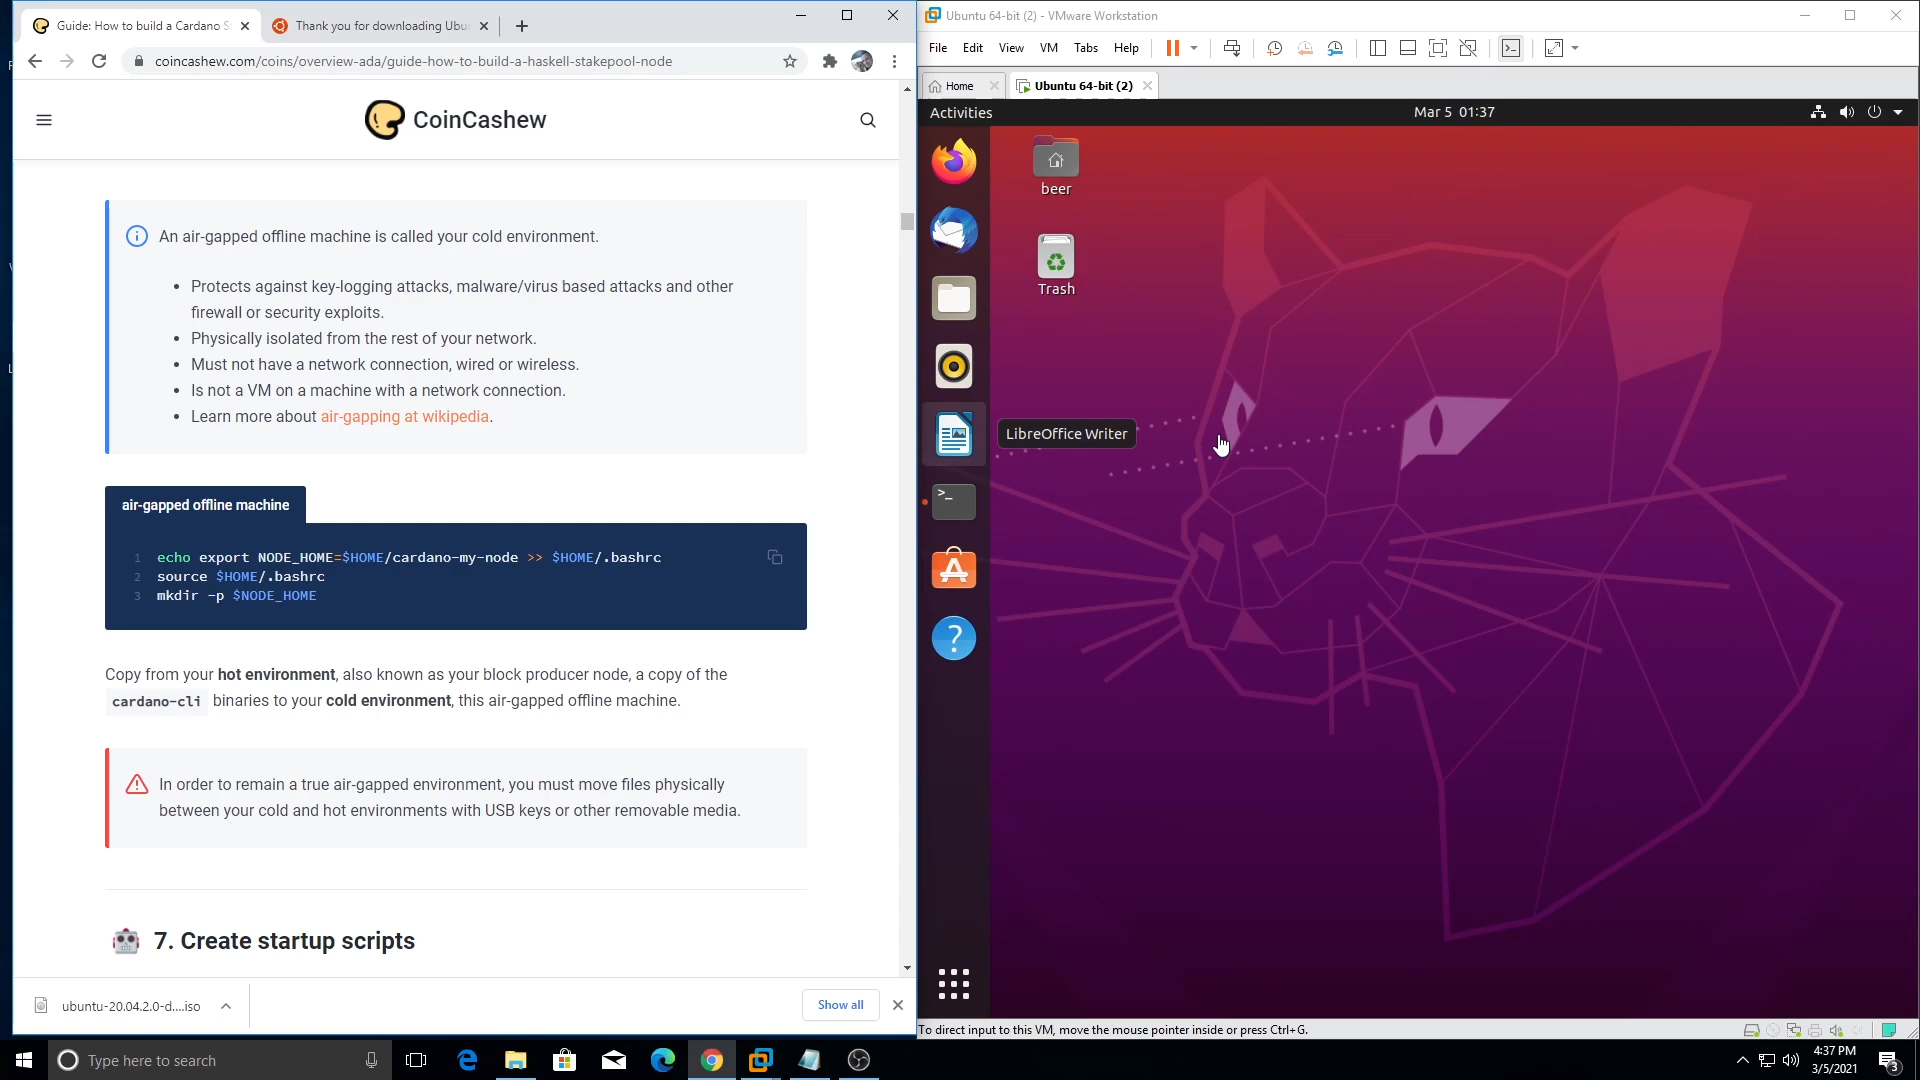 Guide: How to build a Cardano S
Thank you for downloading Ubu
coincashew.com/coins/overview-ada/guide-how-to-build-a-haskell-stakepool-node
CoinCashew
An air-gapped offline machine is called your cold environment.
Protects against key-logging attacks, malware/virus based attacks and other
firewall or security exploits.
Physically isolated from the rest of your network.
Must not have a network connection, wired or wireless.
Is not a VM on a machine with a network connection.
Learn more about air-gapping at wikipedia.
air-gapped offline machine
1 echo export NODE_HOME=$HOME/cardano-my-node >> $HOME/.bashrc
2 source $HOME/.bashrc
3 mkdir -p $NODE_HOME
Copy from your hot environment, also known as your block producer node, a copy of the
cardano-cli binaries to your cold environment, this air-gapped offline machine.
In order to remain a true air-gapped environment, you must move files physically
between your cold and hot environments with USB keys or other removable media.
7. Create startup scripts
ubuntu-20.04.2.0-d....iso
Show all
Ubuntu 64-bit (2) - VMware Workstation
File Edit View VM Tabs Help
Home
Ubuntu 64-bit (2)
Activities
Mar 5 01:37
beer
Trash
LibreOffice Writer
To direct input to this VM, move the mouse pointer inside or press Ctrl+G.
Type here to search
4:37 PM
3/5/2021
3